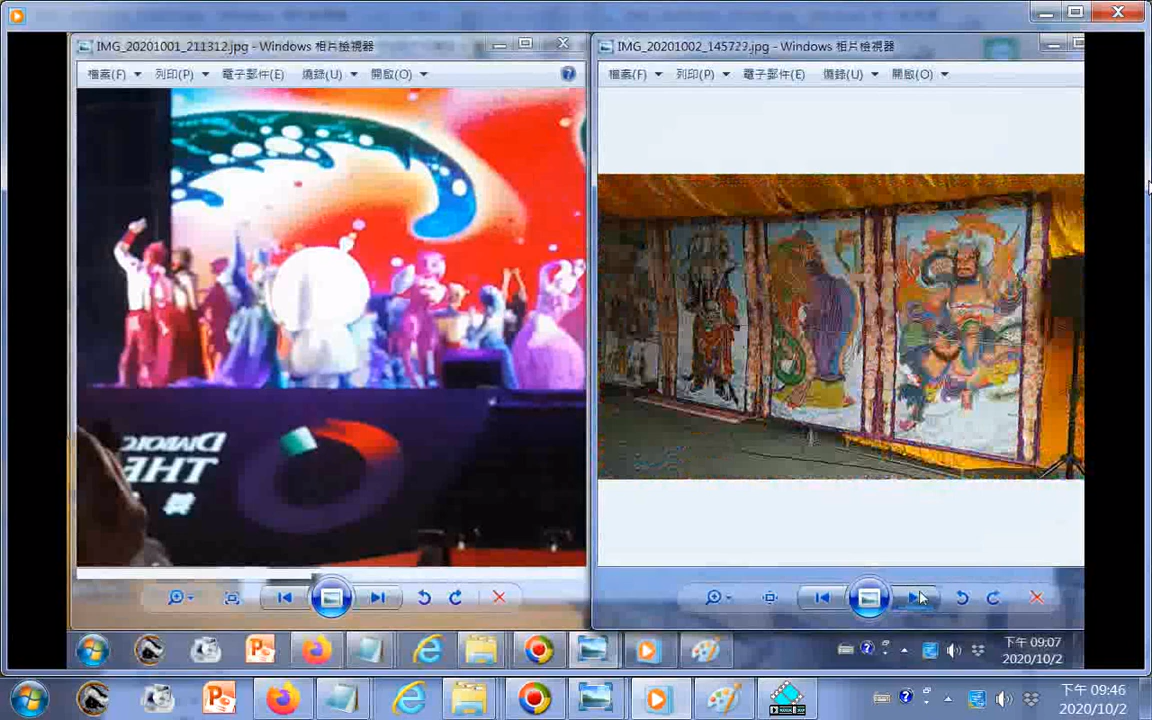 IMG_20201001_211312.jpg - Windows 相片檢視器
檔案(F) 列印(P) 電子郵件(E) 燒錄(U) 開啟(O)
DIABOLO
THE
IMG_20201002_145723.jpg - Windows 相片檢視器
檔案(F) 列印(P) 電子郵件(E) 燒錄(U) 開啟(O)
下午 09:07
2020/10/2
下午 09:46
2020/10/2